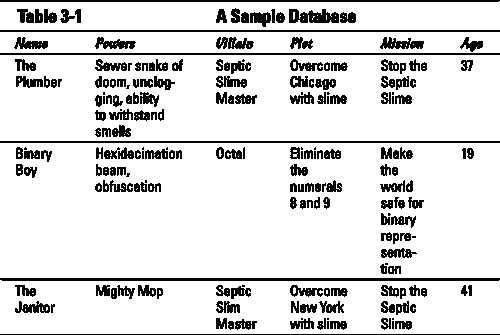 Table 3-1 A Sample Database
Name Powers Villain Plot Mission Age
The Sewer snake of Septic Overcome Stop the 37
Plumber doom, unclog- Slime Chicago Septic
ging, ability Master with slime Slime
to withstand
smells
Binary Hexidecimation Octal Eliminate Make 19
Boy beam, the the
obfuscation numerals world
8 and 9 safe for
binary
repre-
senta-
tion
The Mighty Mop Septic Overcome Stop the 41
Janitor Slim New York Septic
Master with slime Slime